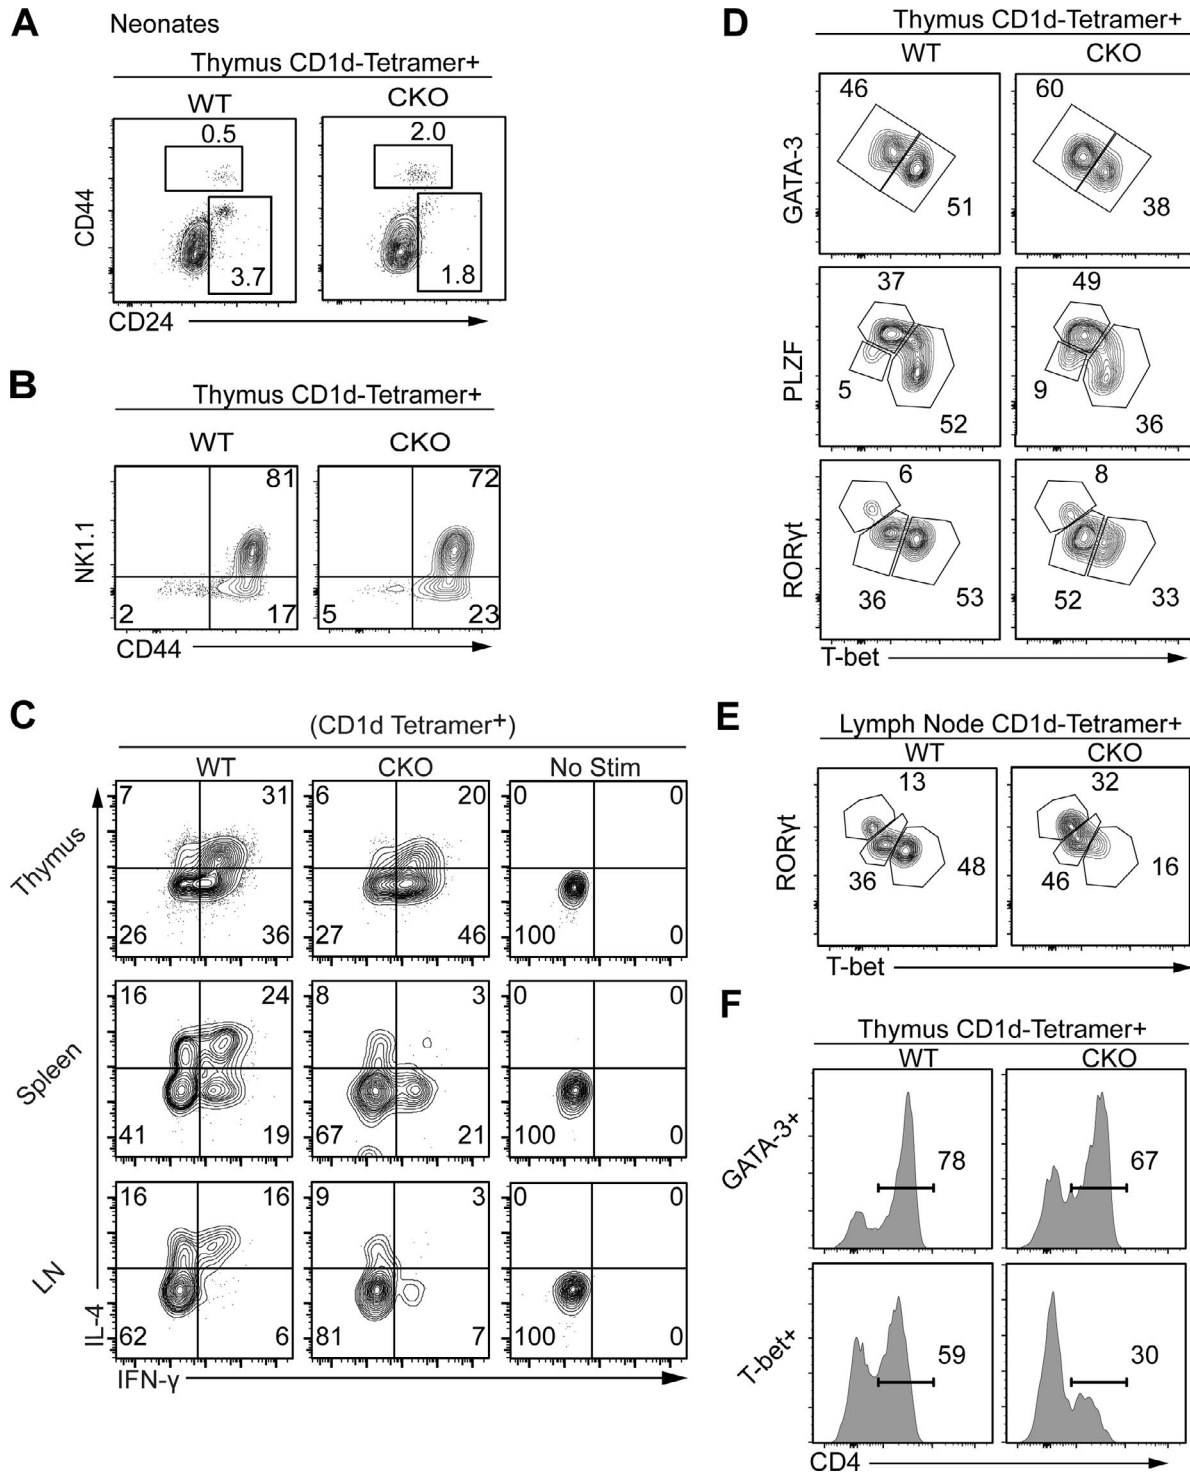 A
Neonates
Thymus CD1d-Tetramer+
WT
CKO
0.5
2.0
3.7
1.8
CD44
CD24
B
Thymus CD1d-Tetramer+
WT
CKO
81
72
2
17
5
23
NK1.1
CD44
C
(CD1d Tetramer+)
WT
CKO
No Stim
Thymus
7
31
6
20
0
0
26
36
27
46
100
0
Spleen
16
24
8
3
0
0
41
19
67
21
100
0
LN
16
16
9
3
0
0
62
6
81
7
100
0
IL-4
IFN-γ
D
Thymus CD1d-Tetramer+
WT
CKO
GATA-3
46
60
51
38
PLZF
37
49
5
9
52
36
RORγt
6
8
36
53
52
33
T-bet
E
Lymph Node CD1d-Tetramer+
WT
CKO
RORγt
13
32
36
48
46
16
T-bet
F
Thymus CD1d-Tetramer+
WT
CKO
GATA-3+
78
67
T-bet+
59
30
CD4